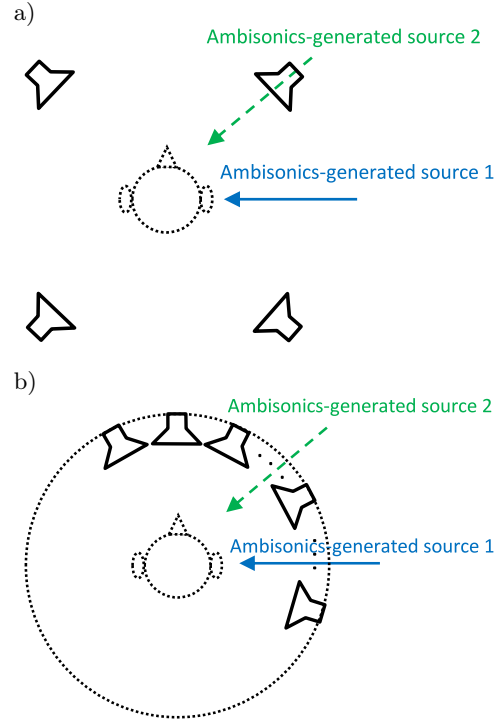 a)
Ambisonics-generated source 2
Ambisonics-generated source 1
b)
Ambisonics-generated source 2
Ambisonics-generated source 1